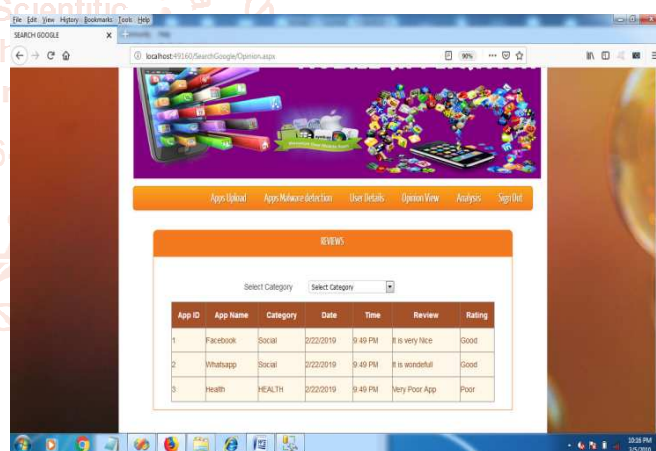 Scientific
File Edit View History Bookmarks Tools Help
SEARCH GOOGLE X
localhost:49160/SearchGoogle/Opinion.aspx 90%
Apps Upload Apps Malware detection User Details Opinion View Analysis Sign Out
REVIEWS
Select Category Select Category
App ID App Name Category Date Time Review Rating
1 Facebook Social 2/22/2019 9:49 PM It is very Nice Good
2 Whatsapp Social 2/22/2019 9:49 PM It is wondefull Good
3 Health HEALTH 2/22/2019 9:49 PM Very Poor App Poor
10:16 PM